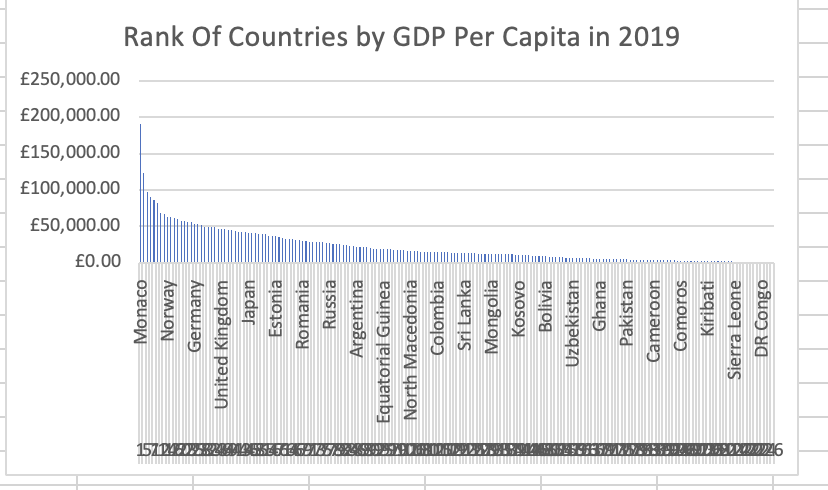 Rank Of Countries by GDP Per Capita in 2019
£250,000.00
£200,000.00
£150,000.00
£100,000.00
£50,000.00
£0.00
Monaco
Norway
Germany
United Kingdom
Japan
Estonia
Romania
Russia
Argentina
Equatorial Guinea
North Macedonia
Colombia
Sri Lanka
Mongolia
Kosovo
Bolivia
Uzbekistan
Ghana
Pakistan
Cameroon
Comoros
Kiribati
Sierra Leone
DR Congo